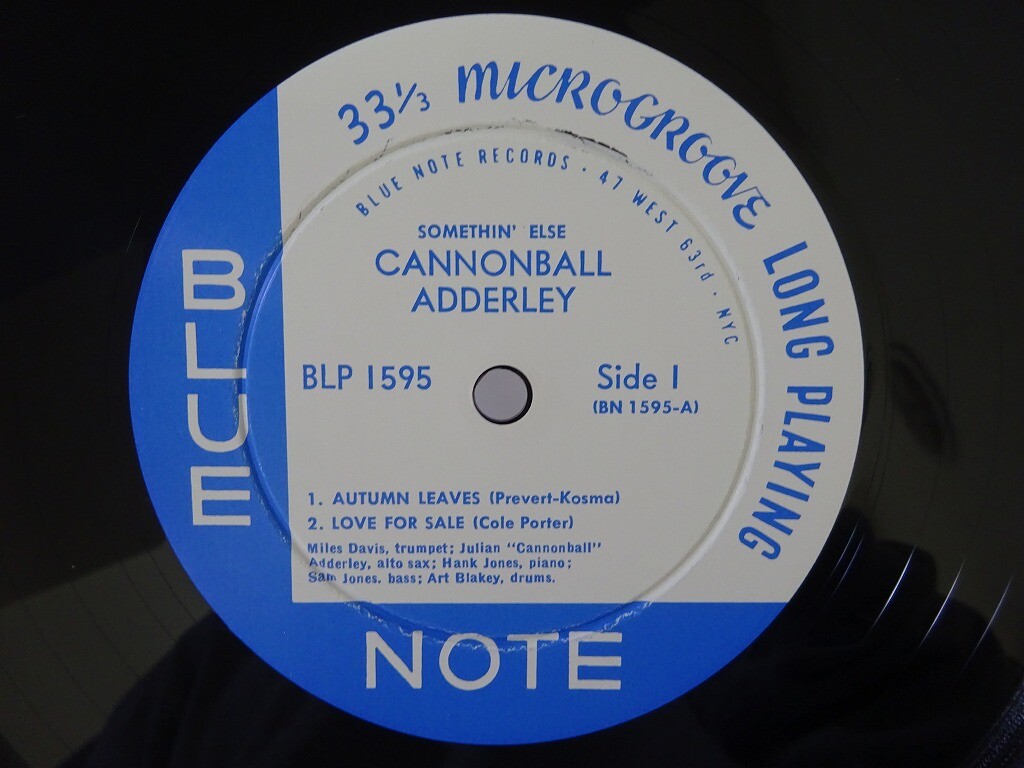 33 1/3 MICROGROOVE LONG PLAYING
BLUE NOTE RECORDS · 47 WEST 63rd · NYC
SOMETHIN' ELSE
CANNONBALL
ADDERLEY
BLP 1595
Side 1
(BN 1595-A)
1. AUTUMN LEAVES (Prevert-Kosma)
2. LOVE FOR SALE (Cole Porter)
Miles Davis, trumpet; Julian "Cannonball"
Adderley, alto sax; Hank Jones, piano;
Sam Jones. bass; Art Blakey, drums.
BLUE
NOTE